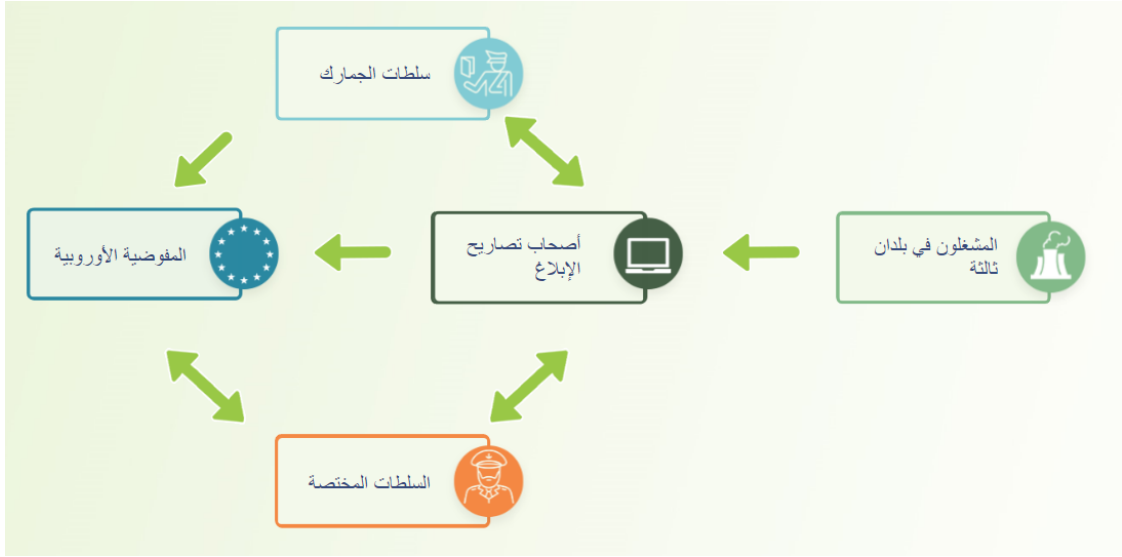 سلطات الجمارك
المشغلون في بلدان
ثالثة
أصحاب تصاريح
الإبلاغ
المفوضية الأوروبية
السلطات المختصة